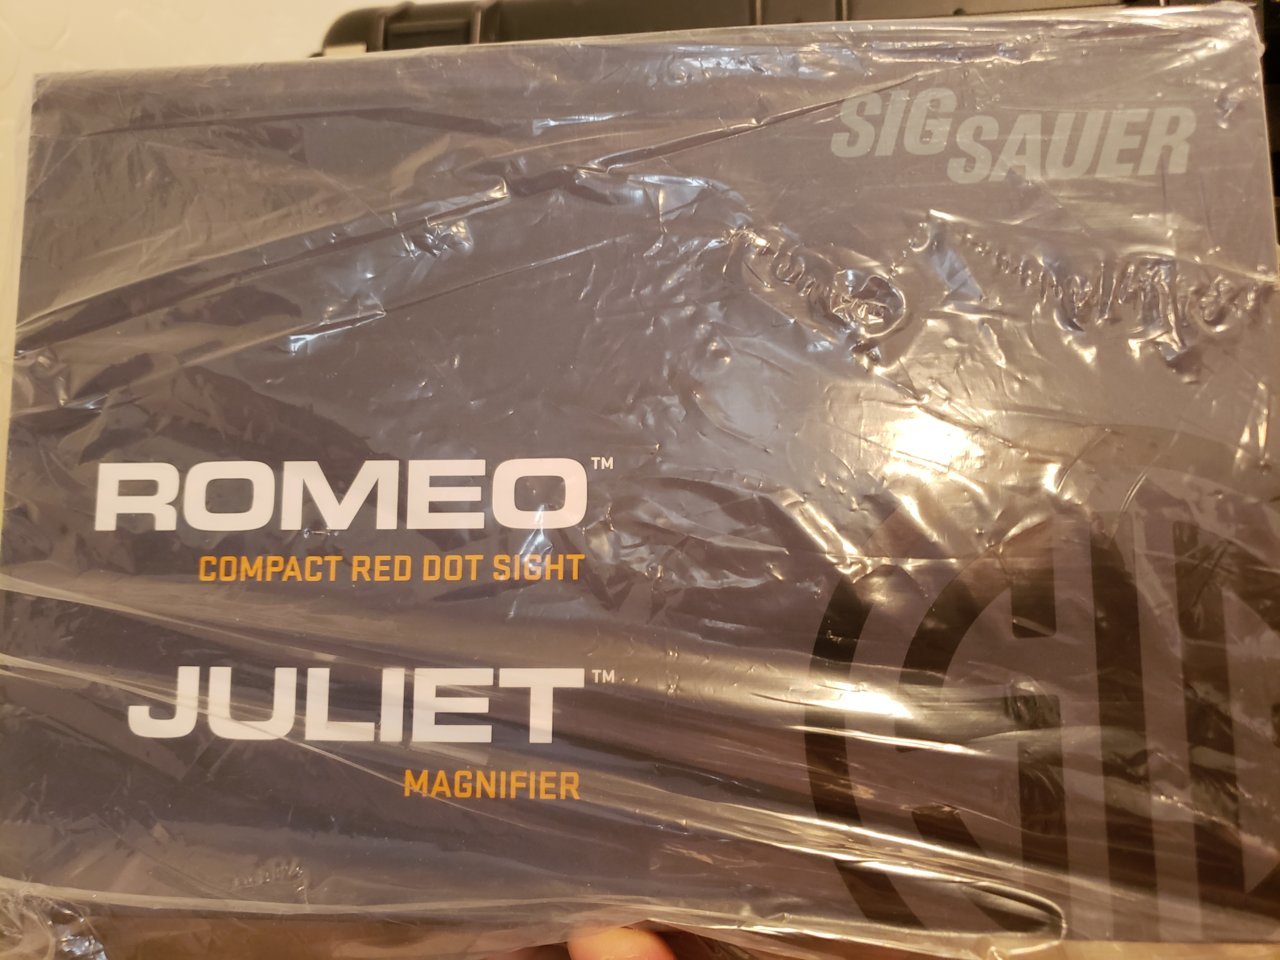 SIG SAUER
ROMEO™
COMPACT RED DOT SIGHT
JULIET™
MAGNIFIER